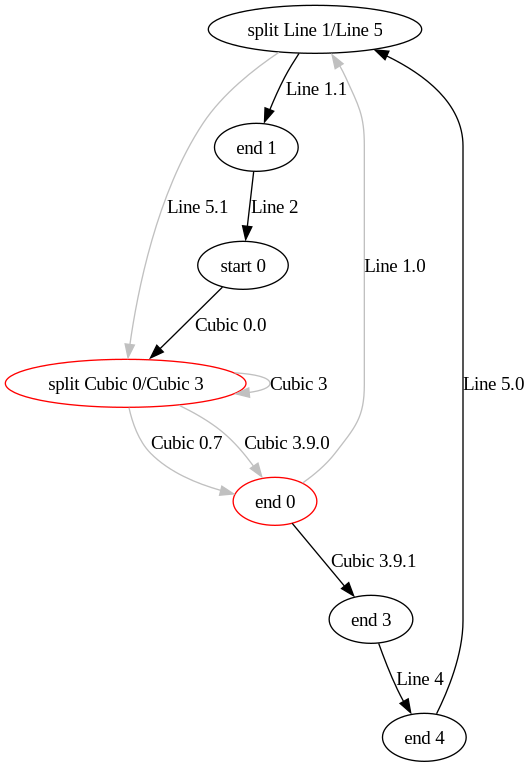 split Line 1/Line 5
Line 1.1
end 1
Line 5.1
Line 2
start 0
Line 1.0
Cubic 0.0
split Cubic 0/Cubic 3
Cubic 3
Line 5.0
Cubic 0.7
Cubic 3.9.0
end 0
Cubic 3.9.1
end 3
Line 4
end 4